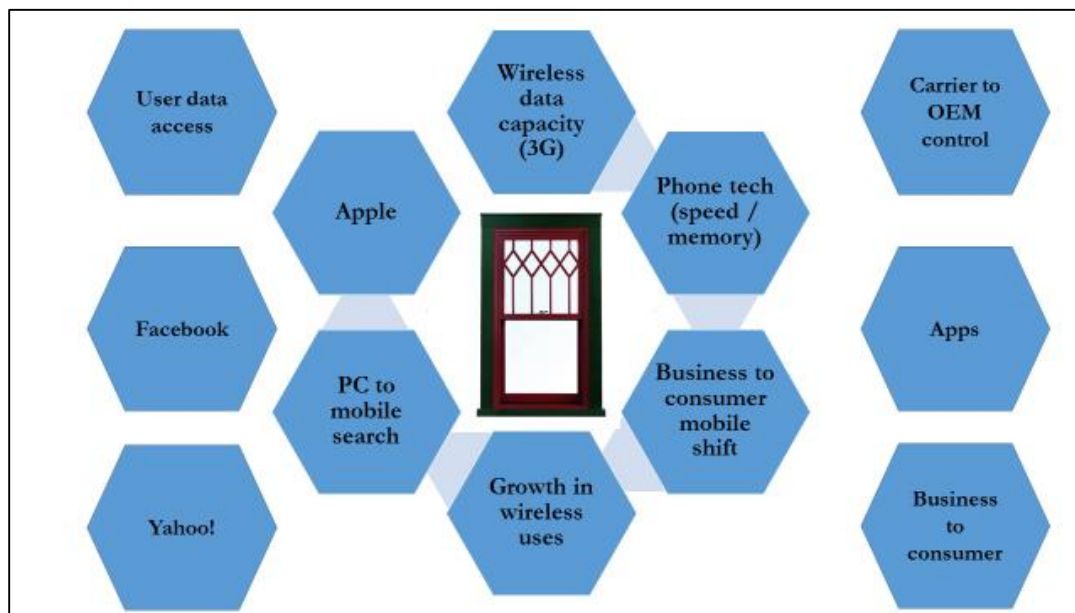 User data
access
Wireless
data
capacity
(3G)
Carrier to
OEM
control
Apple
Phone tech
(speed /
memory)
Facebook
Apps
PC to
mobile
search
Business to
consumer
mobile
shift
Yahoo!
Growth in
wireless
uses
Business
to
consumer